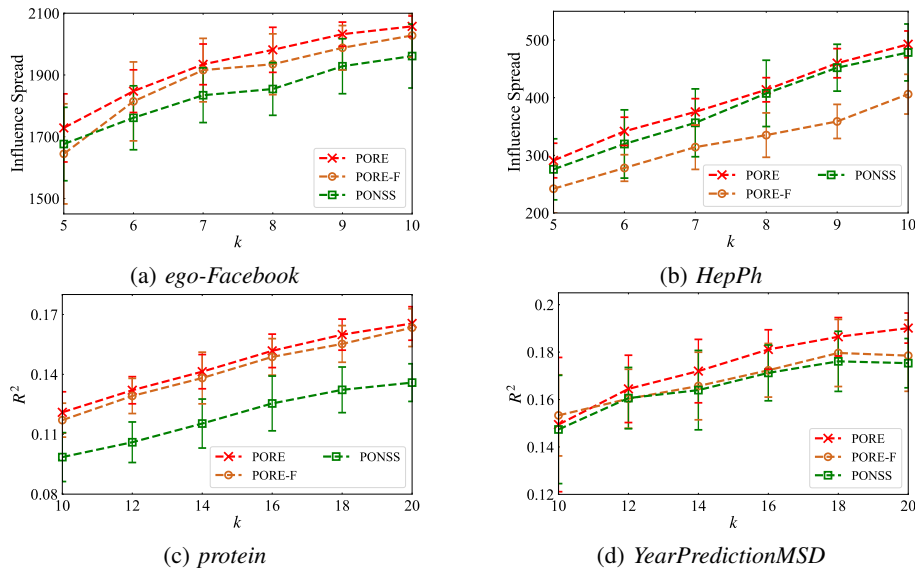 2100
1900
1700
1500
Influence Spread
PORE
PORE-F
PONSS
5 6 7 8 9 10
k
(a) ego-Facebook
500
400
300
200
Influence Spread
PORE PONSS
PORE-F
5 6 7 8 9 10
k
(b) HepPh
0.17
0.14
0.11
0.08
R²
PORE PONSS
PORE-F
10 12 14 16 18 20
k
(c) protein
0.2
0.18
0.16
0.14
0.12
R²
PORE
PORE-F
PONSS
10 12 14 16 18 20
k
(d) YearPredictionMSD